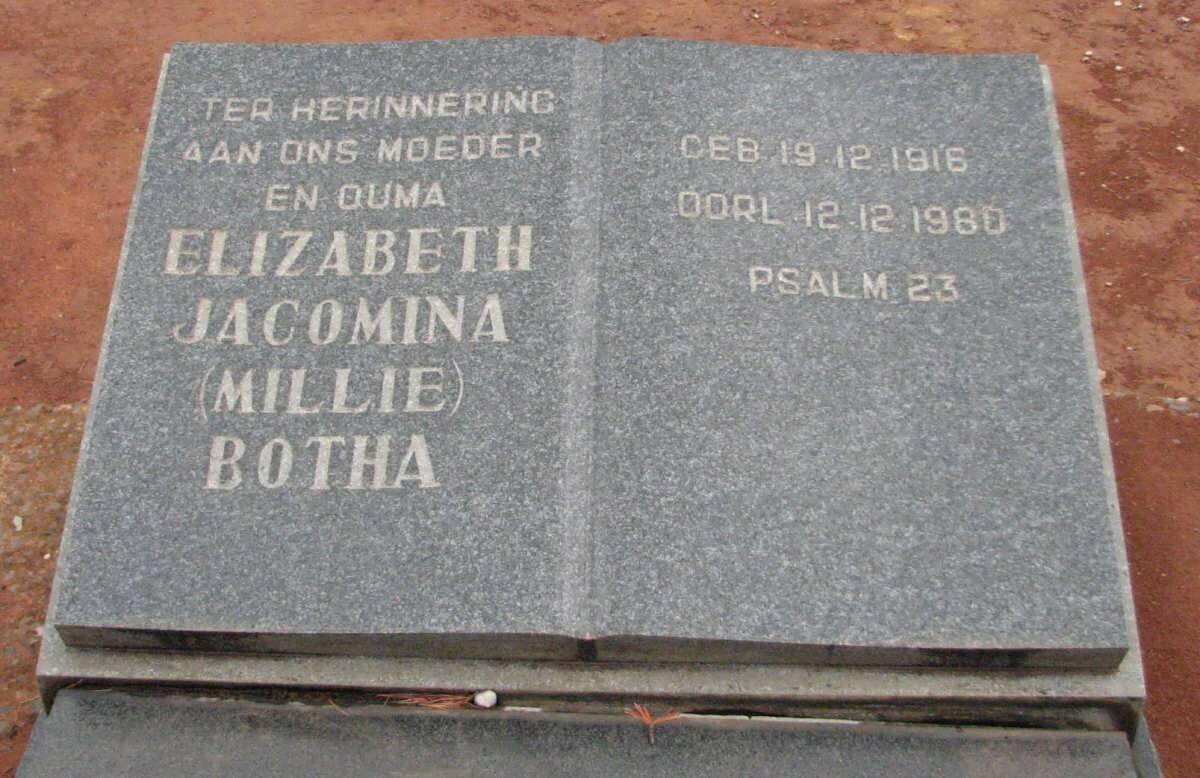 TER HERINNERING
AAN ONS MOEDER
EN OUMA
ELIZABETH
JACOMINA
(MILLIE)
BOTHA
GEB 19.12.1916
OORL 12.12.1980
PSALM 23